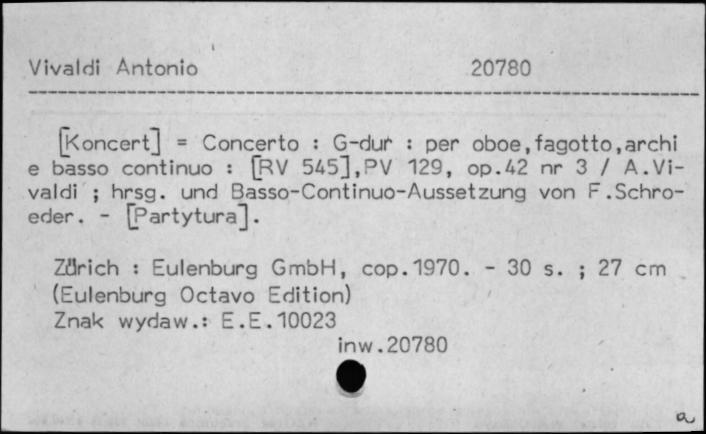 Vivaldi Antonio 20780
[Koncert] = Concerto : G-dur : per oboe,fagotto,archi
e basso continuo : [RV 545],PV 129, op.42 nr 3 / A.Vi-
valdi ; hrsg. und Basso-Continuo-Aussetzung von F.Schro-
eder. - [Partytura].
Zürich : Eulenburg GmbH, cop.1970. - 30 s. ; 27 cm
(Eulenburg Octavo Edition)
Znak wydaw.: E.E.10023
inw.20780
a